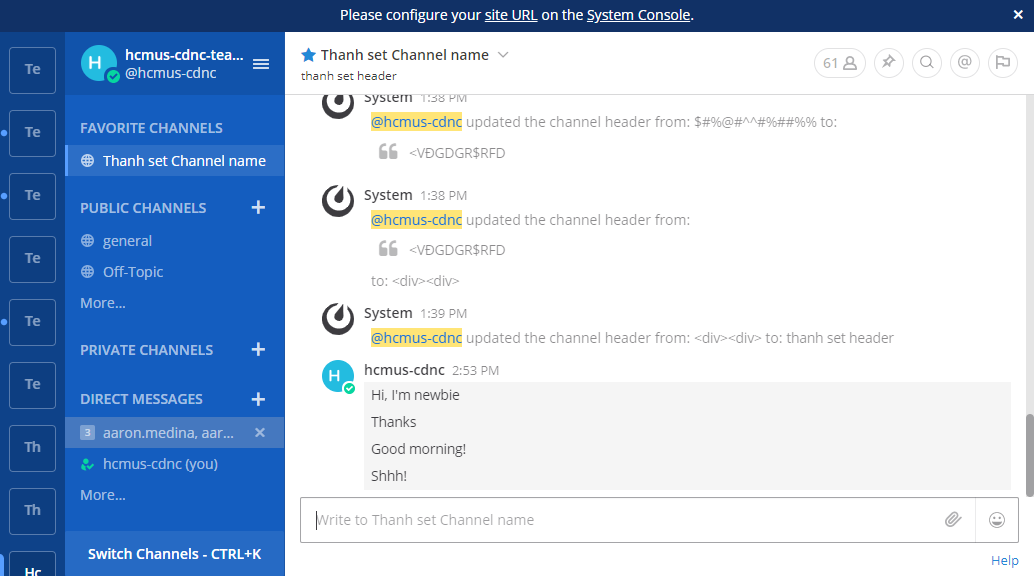 Please configure your site URL on the System Console.
×
Te
Te
Te
Te
Te
Te
Th
Th
Hc
H
hcmus-cdnc-tea...
@hcmus-cdnc
FAVORITE CHANNELS
Thanh set Channel name
PUBLIC CHANNELS +
general
Off-Topic
More...
PRIVATE CHANNELS +
DIRECT MESSAGES +
3 aaron.medina, aar... ×
hcmus-cdnc (you)
More...
Switch Channels - CTRL+K
Thanh set Channel name
thanh set header
61
@
System 1:38 PM
@hcmus-cdnc updated the channel header from: $#%@#^^#%##%% to:
<VĐGDGR$RFD
System 1:38 PM
@hcmus-cdnc updated the channel header from:
<VĐGDGR$RFD
to: <div><div>
System 1:39 PM
@hcmus-cdnc updated the channel header from: <div><div> to: thanh set header
H
hcmus-cdnc 2:53 PM
Hi, I'm newbie
Thanks
Good morning!
Shhh!
Write to Thanh set Channel name
Help